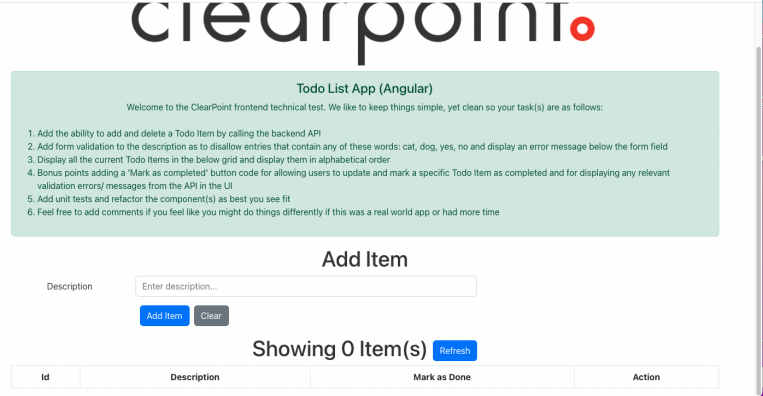 clearpoint.
Todo List App (Angular)
Welcome to the ClearPoint frontend technical test. We like to keep things simple, yet clean so your task(s) are as follows:
1. Add the ability to add and delete a Todo Item by calling the backend API
2. Add form validation to the description as to disallow entries that contain any of these words: cat, dog, yes, no and display an error message below the form field
3. Display all the current Todo Items in the below grid and display them in alphabetical order
4. Bonus points adding a 'Mark as completed' button code for allowing users to update and mark a specific Todo Item as completed and for displaying any relevant
validation errors/ messages from the API in the UI
5. Add unit tests and refactor the component(s) as best you see fit
6. Feel free to add comments if you feel like you might do things differently if this was a real world app or had more time
Add Item
Description Enter description...
Add Item Clear
Showing 0 Item(s) Refresh
Id Description Mark as Done Action